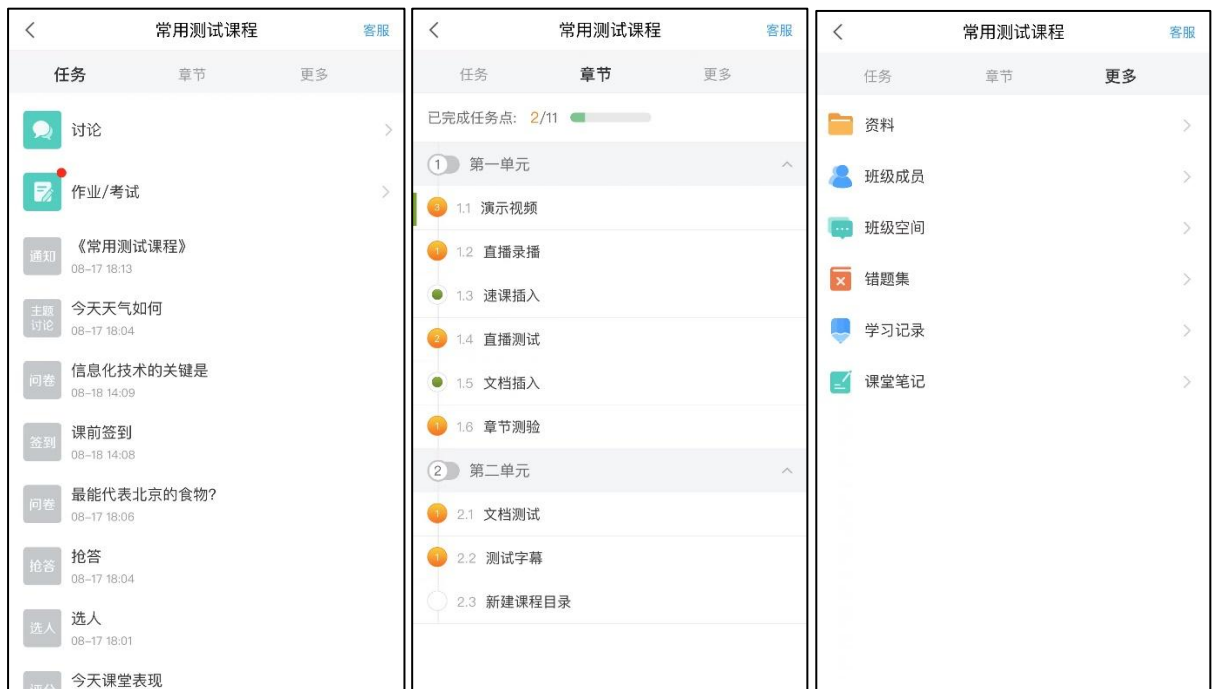 常用测试课程 客服
任务 章节 更多
讨论
作业/考试
通知
《常用测试课程》
08-17 18:13
主题
讨论
今天天气如何
08-17 18:04
问卷
信息化技术的关键是
08-18 14:09
签到
课前签到
08-18 14:08
问卷
最能代表北京的食物?
08-17 18:06
抢答
抢答
08-17 18:04
选人
选人
08-17 18:01
今天课堂表现
常用测试课程 客服
任务 章节 更多
已完成任务点: 2/11
1 第一单元
3 1.1 演示视频
1 1.2 直播录播
1.3 速课插入
2 1.4 直播测试
1.5 文档插入
1 1.6 章节测验
2 第二单元
1 2.1 文档测试
1 2.2 测试字幕
2.3 新建课程目录
常用测试课程 客服
任务 章节 更多
资料
班级成员
班级空间
错题集
学习记录
课堂笔记